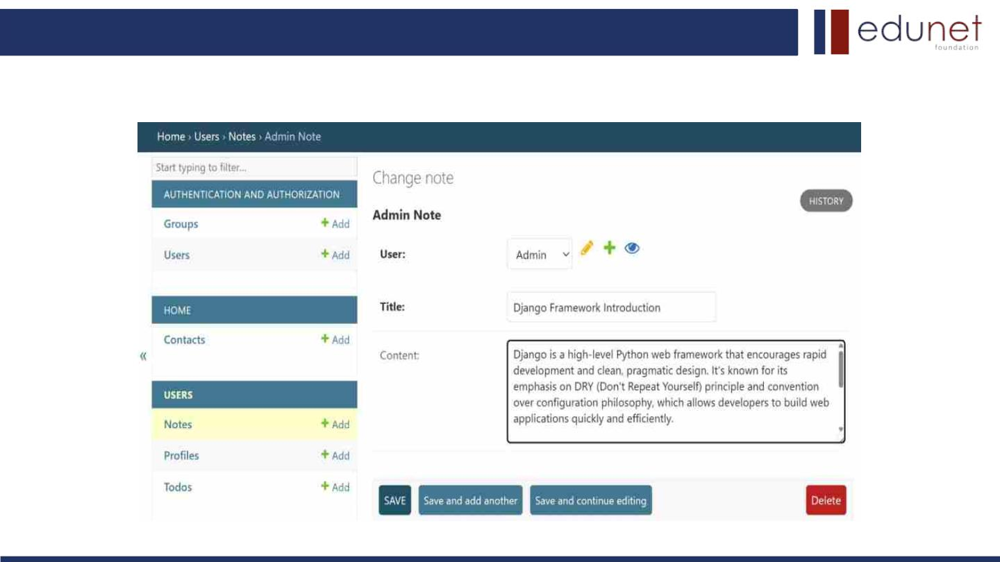 edunet
foundation
Home › Users › Notes › Admin Note
Start typing to filter...
AUTHENTICATION AND AUTHORIZATION
Groups + Add
Users + Add
HOME
Contacts + Add
«
USERS
Notes + Add
Profiles + Add
Todos + Add
Change note
HISTORY
Admin Note
User: Admin
Title: Django Framework Introduction
Content:
Django is a high-level Python web framework that encourages rapid
development and clean, pragmatic design. It's known for its
emphasis on DRY (Don't Repeat Yourself) principle and convention
over configuration philosophy, which allows developers to build web
applications quickly and efficiently.
SAVE Save and add another Save and continue editing Delete